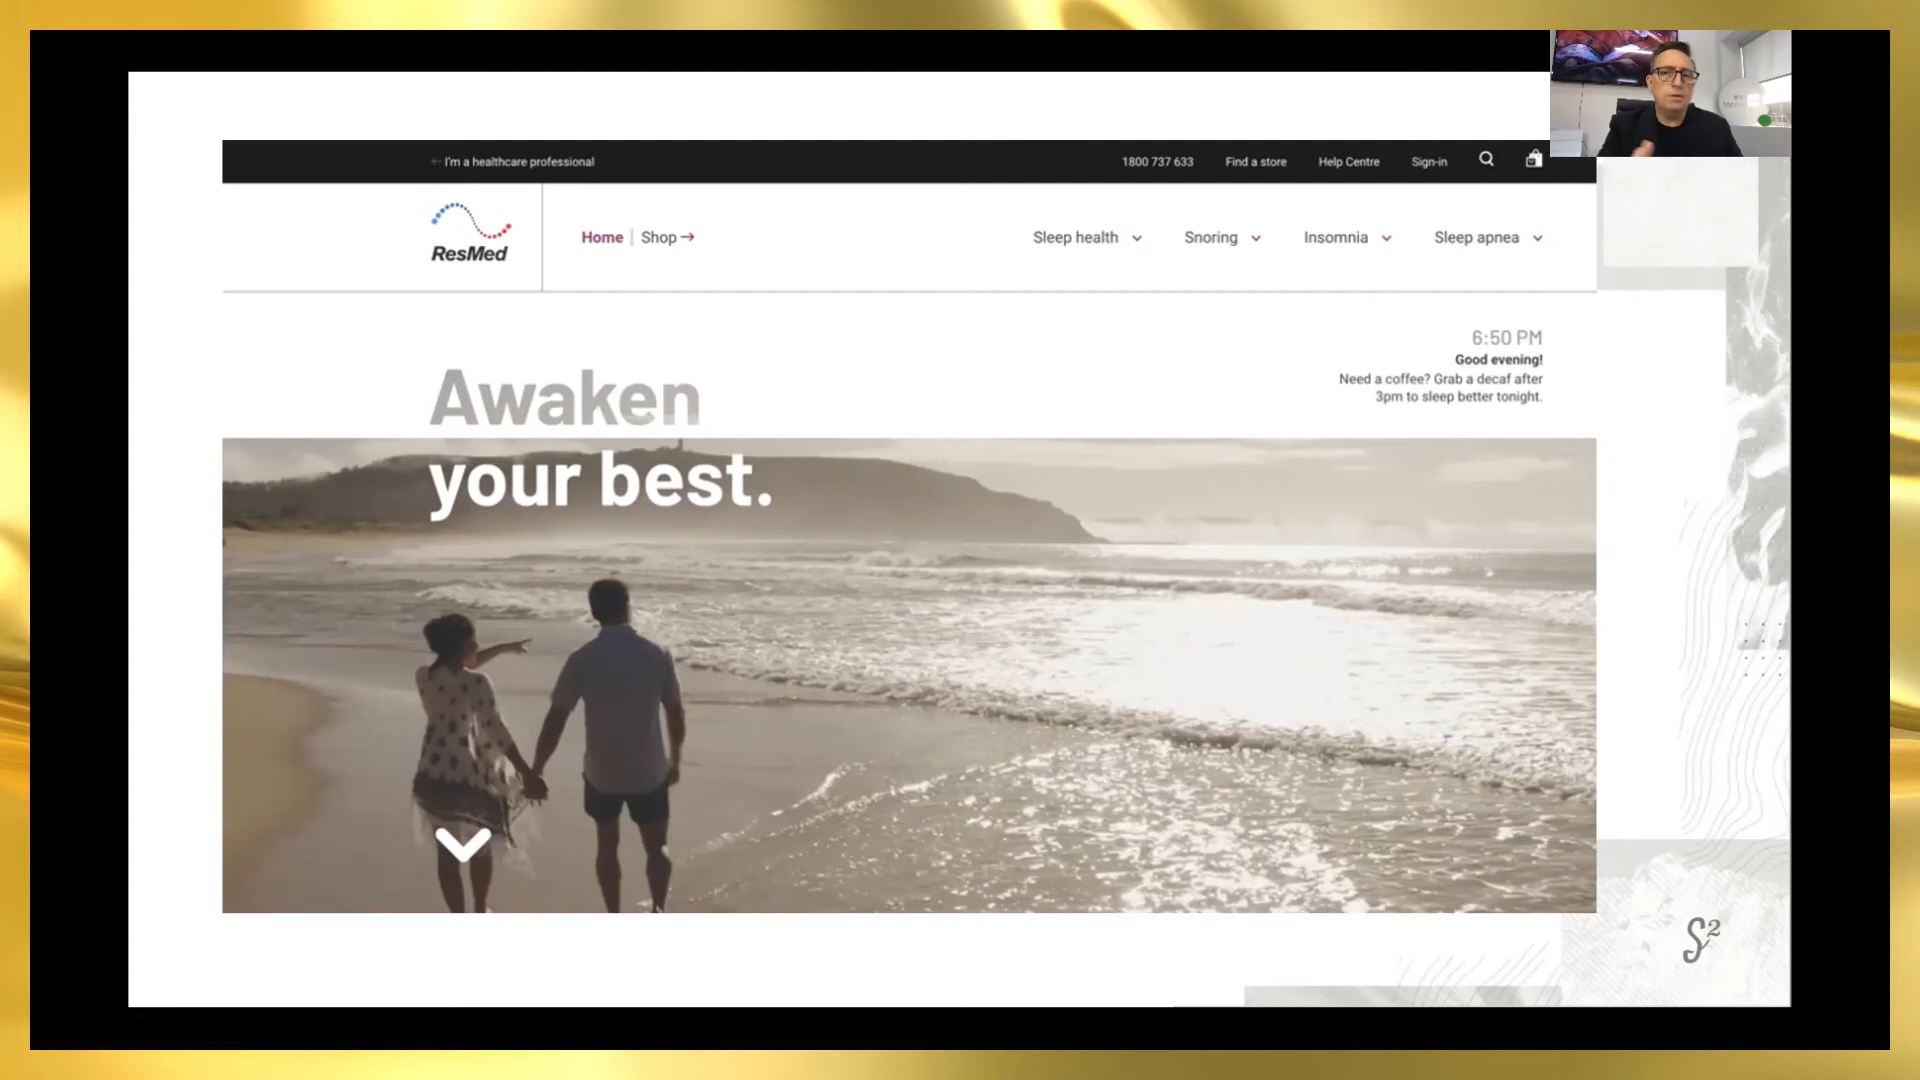 ← I'm a healthcare professional
1800 737 633 Find a store Help Centre Sign-in
ResMed
Home | Shop →
Sleep health Snoring Insomnia Sleep apnea
6:50 PM
Good evening!
Need a coffee? Grab a decaf after
3pm to sleep better tonight.
Awaken
your best.
S²